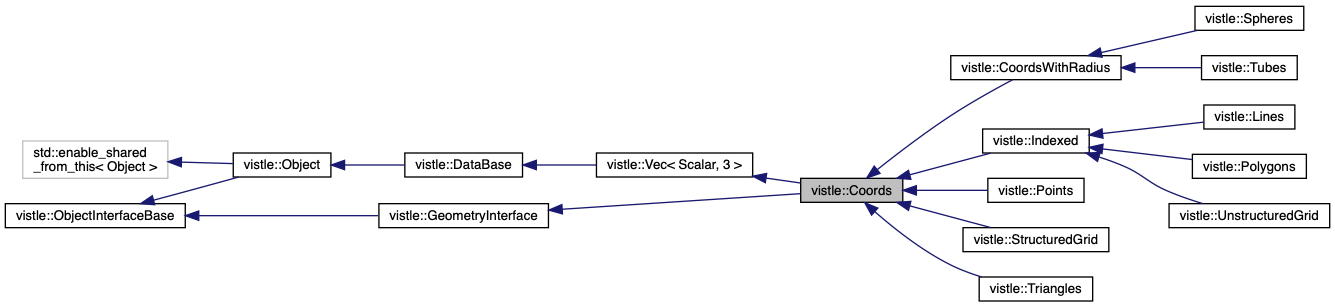 std::enable_shared
_from_this< Object >
vistle::ObjectInterfaceBase
vistle::Object
vistle::DataBase
vistle::GeometryInterface
vistle::Vec< Scalar, 3 >
vistle::Coords
vistle::CoordsWithRadius
vistle::Indexed
vistle::Points
vistle::StructuredGrid
vistle::Triangles
vistle::Spheres
vistle::Tubes
vistle::Lines
vistle::Polygons
vistle::UnstructuredGrid